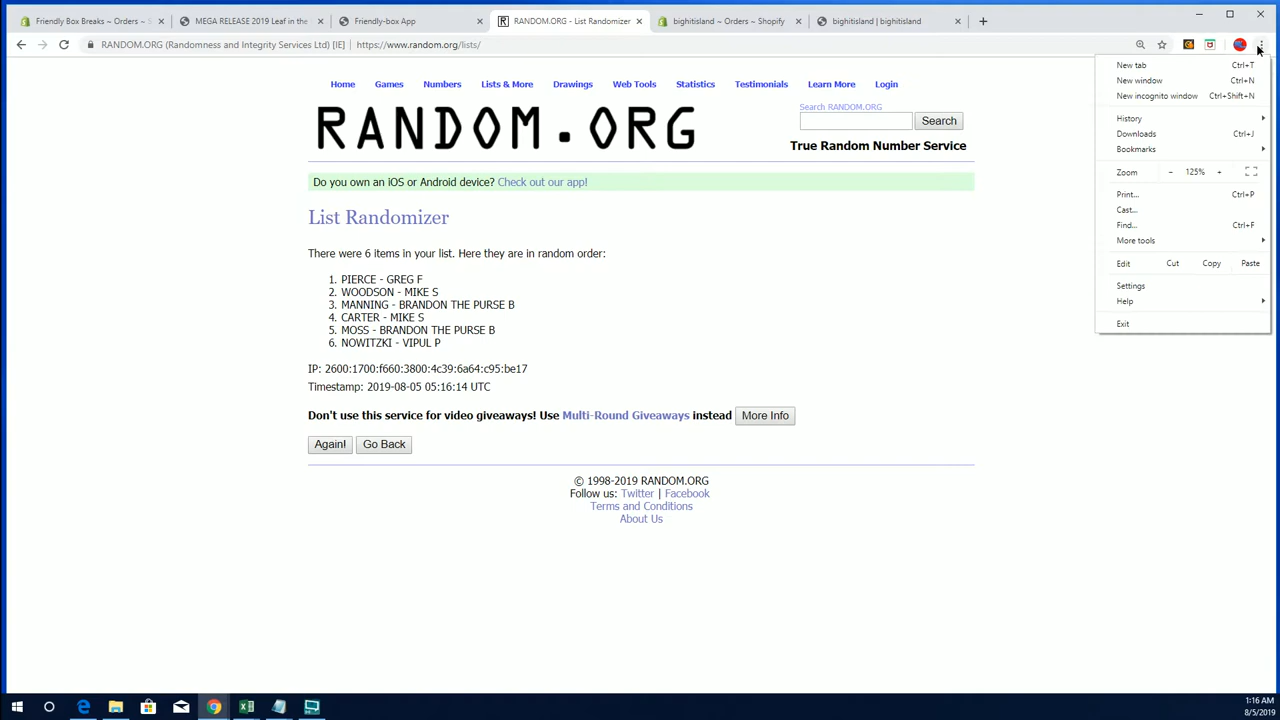 Friendly Box Breaks ~ Orders ~ S
MEGA RELEASE 2019 Leaf in the
Friendly-box App
RANDOM.ORG - List Randomizer
bighitisland ~ Orders ~ Shopify
bighitisland | bighitisland
RANDOM.ORG (Randomness and Integrity Services Ltd) [IE] | https://www.random.org/lists/
Home Games Numbers Lists & More Drawings Web Tools Statistics Testimonials Learn More Login
RANDOM.ORG
Search RANDOM.ORG
Search
True Random Number Service
Do you own an iOS or Android device? Check out our app!
List Randomizer
There were 6 items in your list. Here they are in random order:
1. PIERCE - GREG F
2. WOODSON - MIKE S
3. MANNING - BRANDON THE PURSE B
4. CARTER - MIKE S
5. MOSS - BRANDON THE PURSE B
6. NOWITZKI - VIPUL P
IP: 2600:1700:f660:3800:4c39:6a64:c95:be17
Timestamp: 2019-08-05 05:16:14 UTC
Don't use this service for video giveaways! Use Multi-Round Giveaways instead More Info
Again! Go Back
© 1998-2019 RANDOM.ORG
Follow us: Twitter | Facebook
Terms and Conditions
About Us
New tab Ctrl+T
New window Ctrl+N
New incognito window Ctrl+Shift+N
History
Downloads Ctrl+J
Bookmarks
Zoom - 125% +
Print... Ctrl+P
Cast...
Find... Ctrl+F
More tools
Edit Cut Copy Paste
Settings
Help
Exit
1:16 AM
8/5/2019